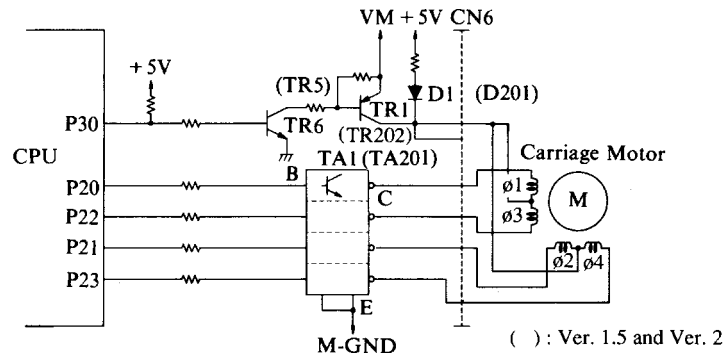 VM +5V CN6
+5V
(TR5)
D1 (D201)
P30
TR6
TR1
(TR202)
CPU
B
TA1 (TA201)
Carriage Motor
P20
C
ø1
M
P22
ø3
P21
ø2 ø4
P23
E
M-GND
( ) : Ver. 1.5 and Ver. 2